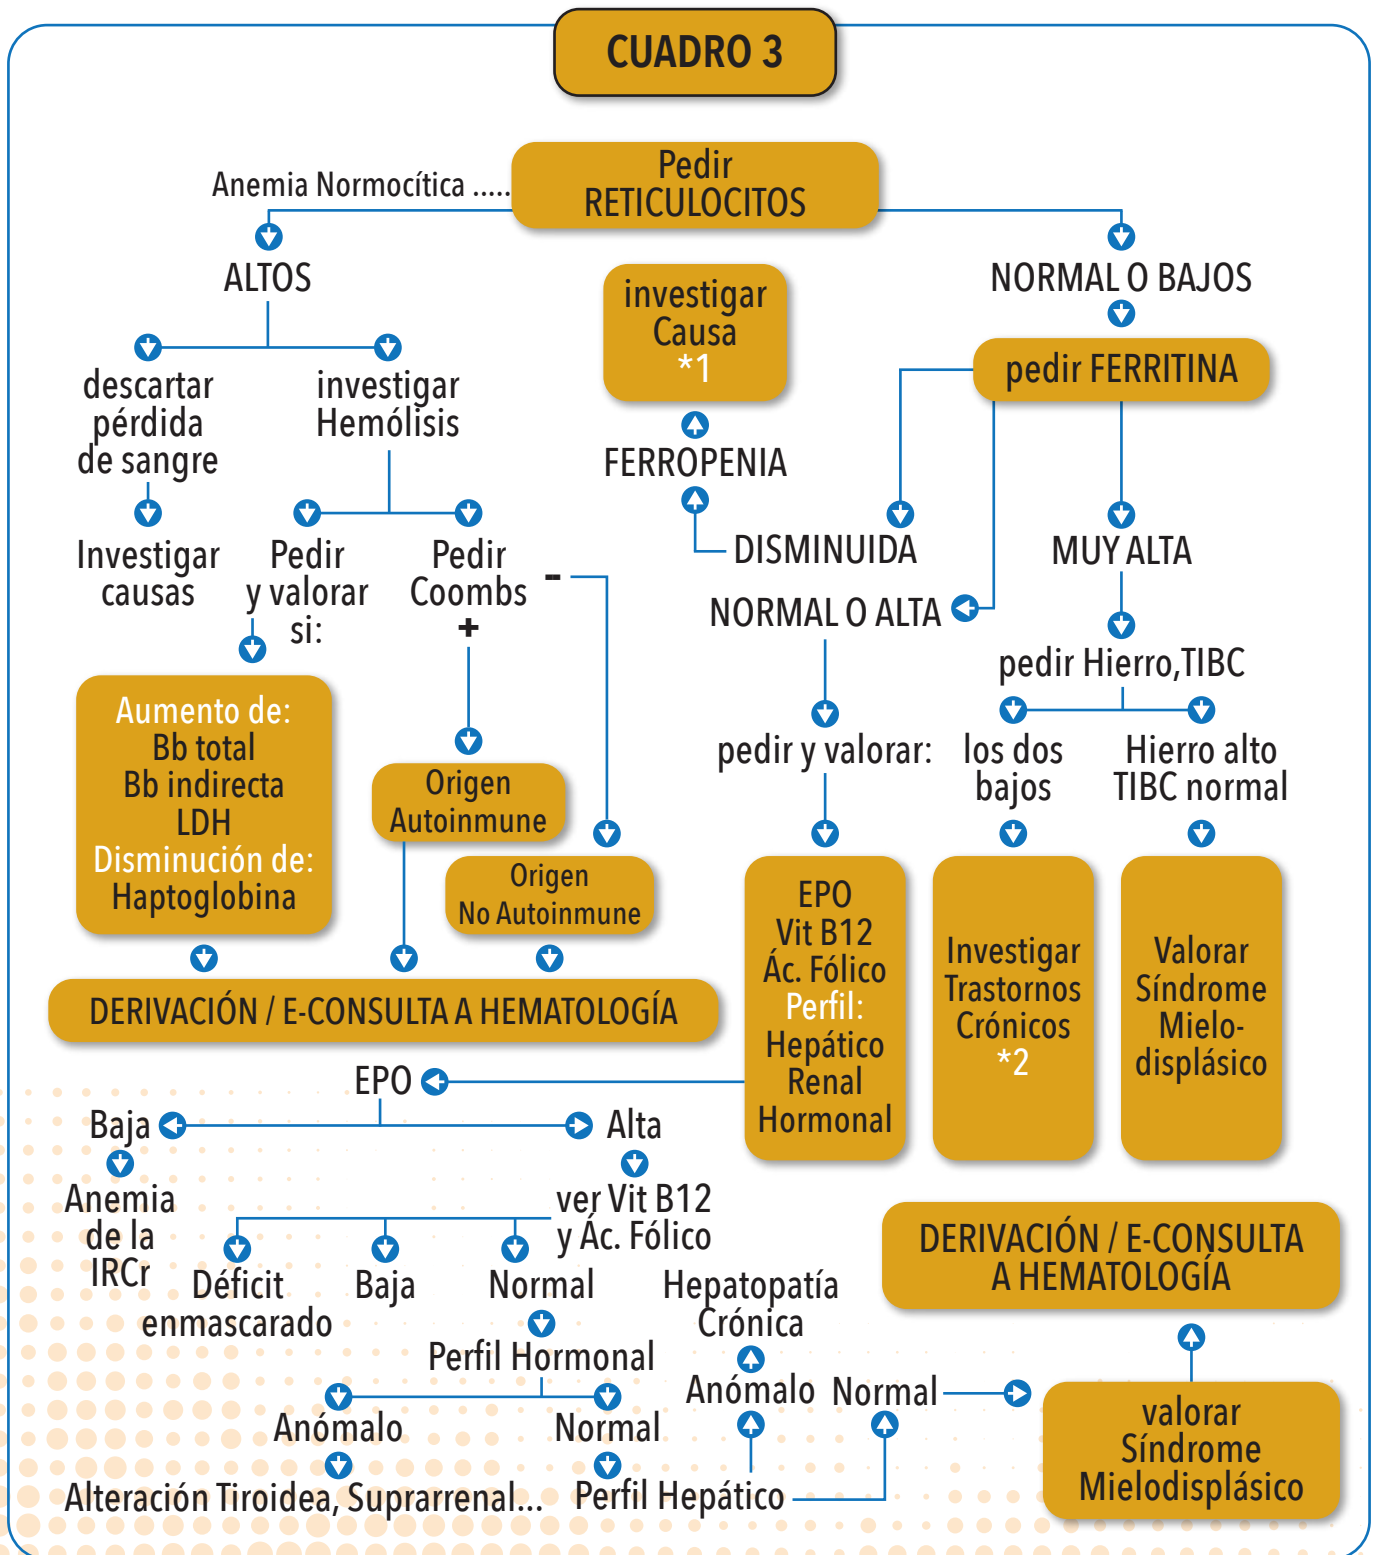 CUADRO 3
Anemia Normocítica .....
Pedir
RETICULOCITOS
ALTOS
NORMAL O BAJOS
descartar
pérdida
de sangre
investigar
Hemólisis
investigar
Causa
*1
pedir FERRITINA
FERROPENIA
Investigar
causas
Pedir
y valorar
si:
Pedir
Coombs
+
--
DISMINUIDA
MUY ALTA
NORMAL O ALTA
pedir Hierro,TIBC
Aumento de:
Bb total
Bb indirecta
LDH
Disminución de:
Haptoglobina
Origen
Autoinmune
Origen
No Autoinmune
pedir y valorar:
los dos
bajos
Hierro alto
TIBC normal
EPO
Vit B12
Ác. Fólico
Perfil:
Hepático
Renal
Hormonal
Investigar
Trastornos
Crónicos
*2
Valorar
Síndrome
Mielo-
displásico
DERIVACIÓN / E-CONSULTA A HEMATOLOGÍA
EPO
Baja
Alta
Anemia
de la
IRCr
ver Vit B12
y Ác. Fólico
Déficit
enmascarado
Baja
Normal
Perfil Hormonal
Anómalo
Normal
Alteración Tiroidea, Suprarrenal...
Perfil Hepático
Hepatopatía
Crónica
Anómalo
Normal
DERIVACIÓN / E-CONSULTA
A HEMATOLOGÍA
valorar
Síndrome
Mielodisplásico